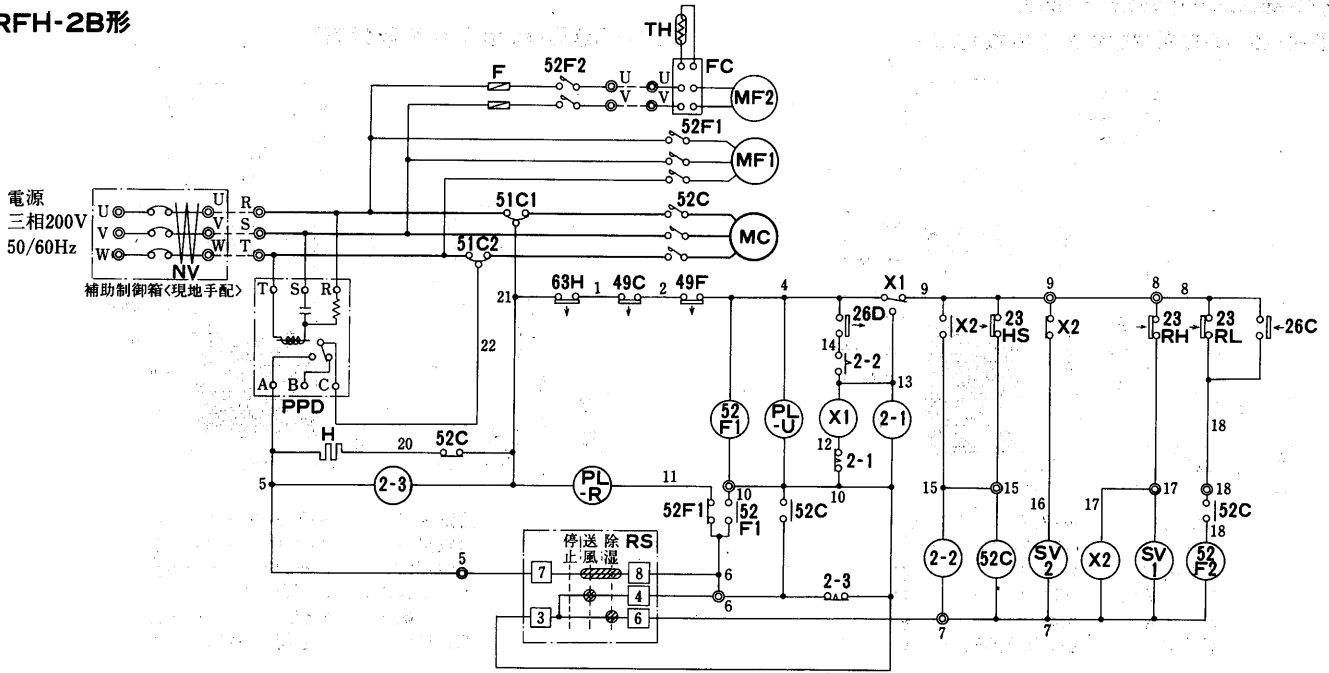 RFH-2B形
TH
F
52F2
U
U
FC
V
V
MF2
52F1
MF1
電源
三相200V
50/60Hz
U
U
R
V
V
S
W
W
T
NV
補助制御箱<現地手配>
51C1
52C
51C2
MC
T
S
R
A
B
C
PPD
21
63H
1
49C
2
49F
4
X1
9
9
8
8
22
26D
14
2-2
13
X2
23
HS
X2
23
RH
23
RL
26C
52
F1
PL
-U
X1
2-1
12
2-1
18
H
20
52C
5
2-3
PL
-R
11
10
10
15
15
16
17
17
18
52F1
52
F1
52C
52C
18
停止
送風
除湿
RS
5
7
8
6
4
6
3
6
2-3
2-2
52C
SV
2
X2
SV
1
52
F2
7
7